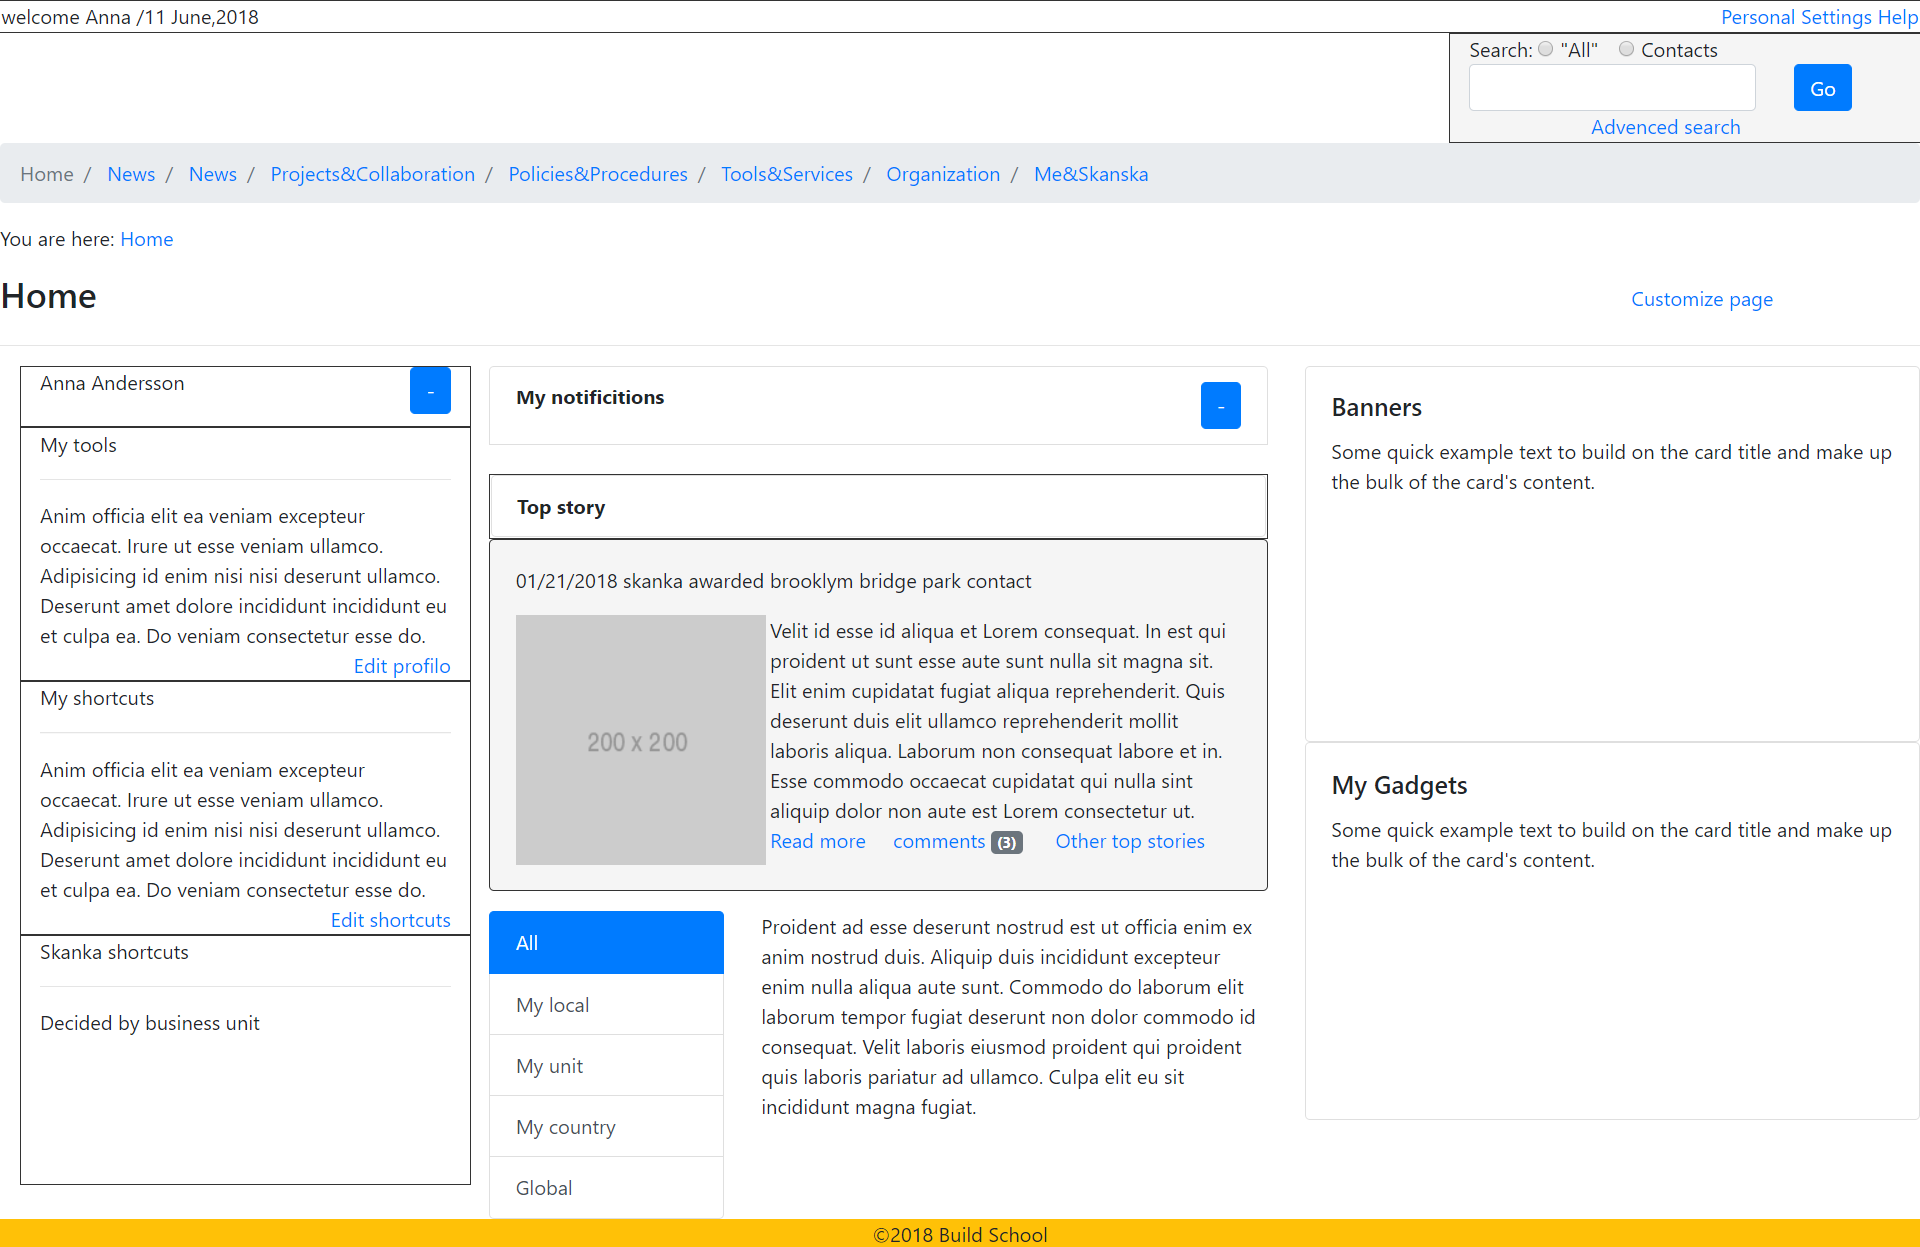 welcome Anna /11 June,2018
Personal Settings Help
Search: "All" Contacts
Go
Advenced search
Home / News / News / Projects&Collaboration / Policies&Procedures / Tools&Services / Organization / Me&Skanska
You are here: Home
Home
Customize page
Anna Andersson
-
My tools
Anim officia elit ea veniam excepteur
occaecat. Irure ut esse veniam ullamco.
Adipisicing id enim nisi nisi deserunt ullamco.
Deserunt amet dolore incididunt incididunt eu
et culpa ea. Do veniam consectetur esse do.
Edit profilo
My shortcuts
Anim officia elit ea veniam excepteur
occaecat. Irure ut esse veniam ullamco.
Adipisicing id enim nisi nisi deserunt ullamco.
Deserunt amet dolore incididunt incididunt eu
et culpa ea. Do veniam consectetur esse do.
Edit shortcuts
Skanka shortcuts
Decided by business unit
My notificitions
-
Top story
01/21/2018 skanka awarded brooklym bridge park contact
200 x 200
Velit id esse id aliqua et Lorem consequat. In est qui
proident ut sunt esse aute sunt nulla sit magna sit.
Elit enim cupidatat fugiat aliqua reprehenderit. Quis
deserunt duis elit ullamco reprehenderit mollit
laboris aliqua. Laborum non consequat labore et in.
Esse commodo occaecat cupidatat qui nulla sint
aliquip dolor non aute est Lorem consectetur ut.
Read more comments (3) Other top stories
All
My local
My unit
My country
Global
Proident ad esse deserunt nostrud est ut officia enim ex
anim nostrud duis. Aliquip duis incididunt excepteur
enim nulla aliqua aute sunt. Commodo do laborum elit
laborum tempor fugiat deserunt non dolor commodo id
consequat. Velit laboris eiusmod proident qui proident
quis laboris pariatur ad ullamco. Culpa elit eu sit
incididunt magna fugiat.
Banners
Some quick example text to build on the card title and make up
the bulk of the card's content.
My Gadgets
Some quick example text to build on the card title and make up
the bulk of the card's content.
©2018 Build School